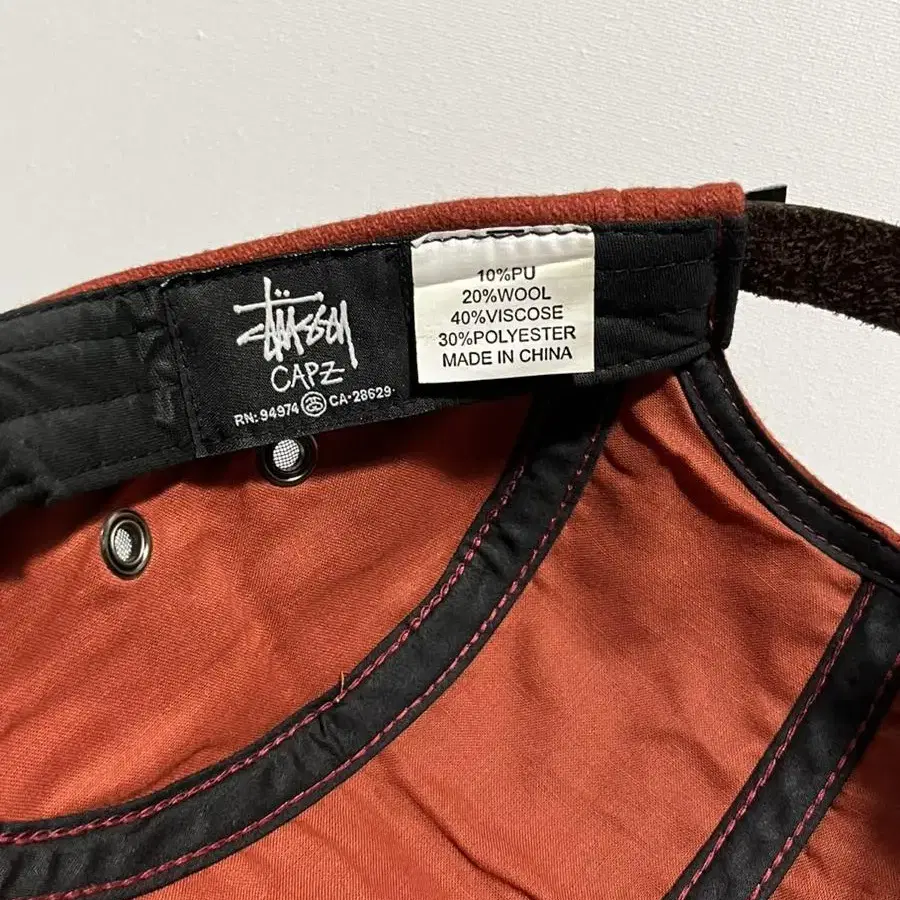 Stüssy
CAPZ
RN: 94974 CA-28629
10%PU
20%WOOL
40%VISCOSE
30%POLYESTER
MADE IN CHINA